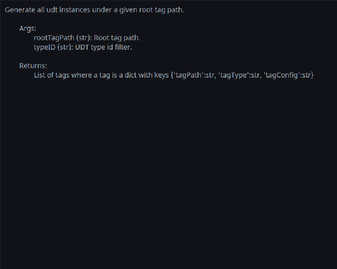 Generate all udt instances under a given root tag path.
Args:
rootTagPath (str): Root tag path.
typeID (str): UDT type id filter.
Returns:
List of tags where a tag is a dict with keys {'tagPath':str, 'tagType':str, 'tagConfig':str}